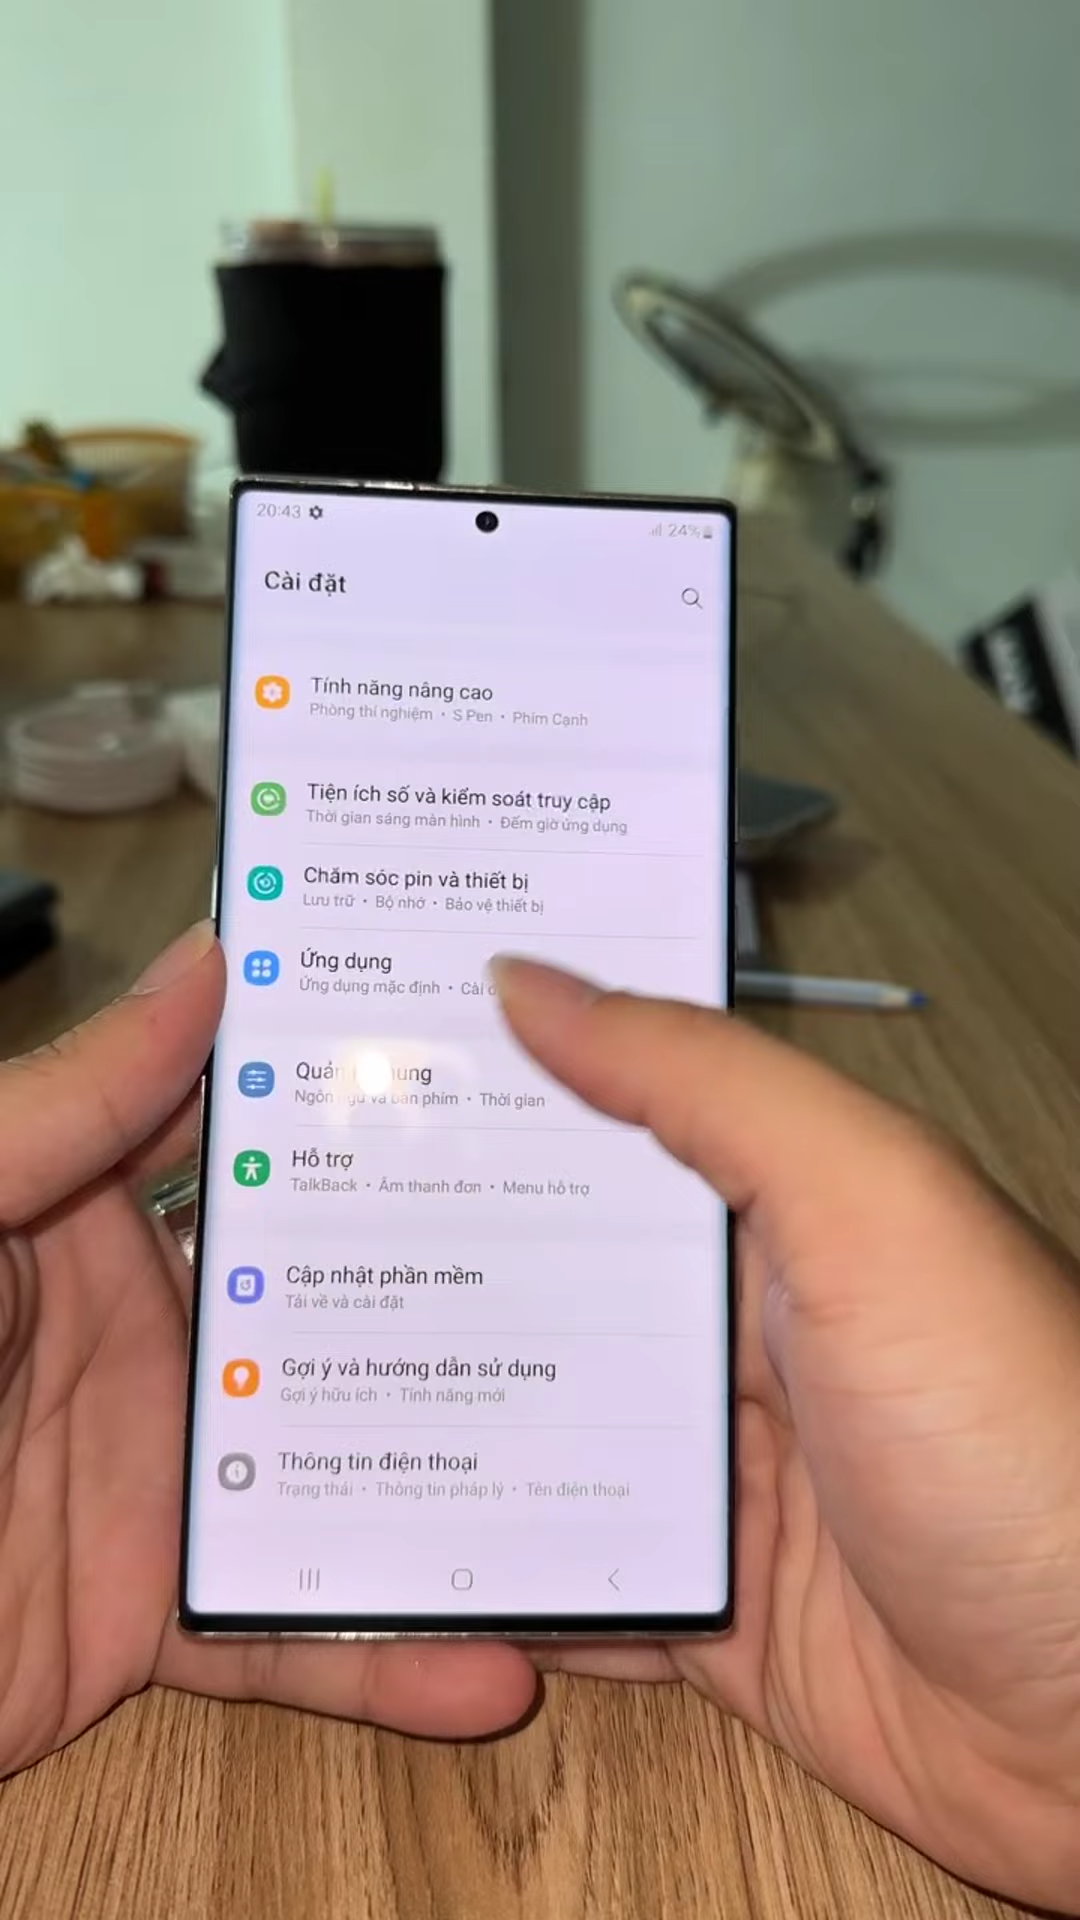 20:43
24%
Cài đặt
Tính năng nâng cao
Phòng thí nghiệm • S Pen • Phím Cạnh
Tiện ích số và kiểm soát truy cập
Thời gian sáng màn hình • Đếm giờ ứng dụng
Chăm sóc pin và thiết bị
Lưu trữ • Bộ nhớ • Bảo vệ thiết bị
Ứng dụng
Ứng dụng mặc định • Cài
Ngôn và bàn phím • Thời gian
Hỗ trợ
TalkBack • Âm thanh đơn • Menu hỗ trợ
Cập nhật phần mềm
Tải về và cài đặt
Gợi ý và hướng dẫn sử dụng
Gợi ý hữu ích • Tính năng mới
Thông tin điện thoại
Trạng thái • Thông tin pháp lý • Tên điện thoại